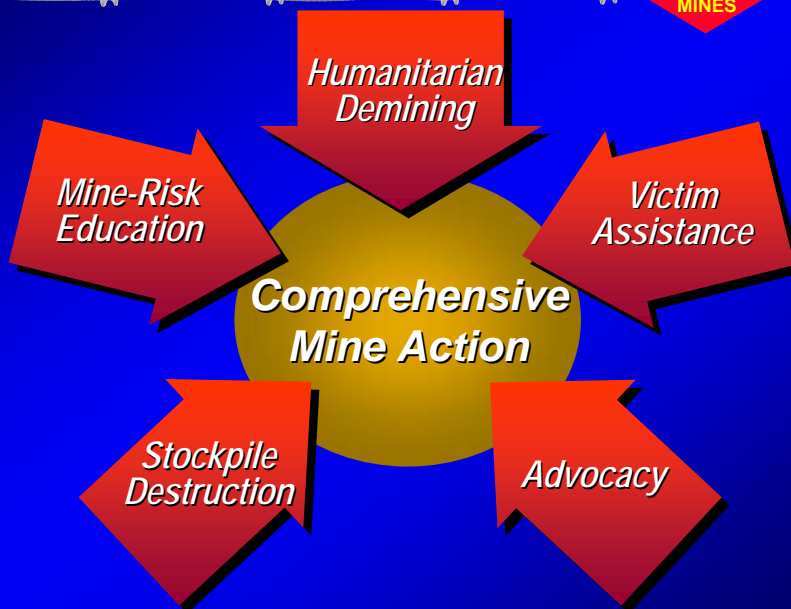 MINES
Humanitarian
Demining
Mine-Risk
Education
Victim
Assistance
Comprehensive
Mine Action
Stockpile
Destruction
Advocacy